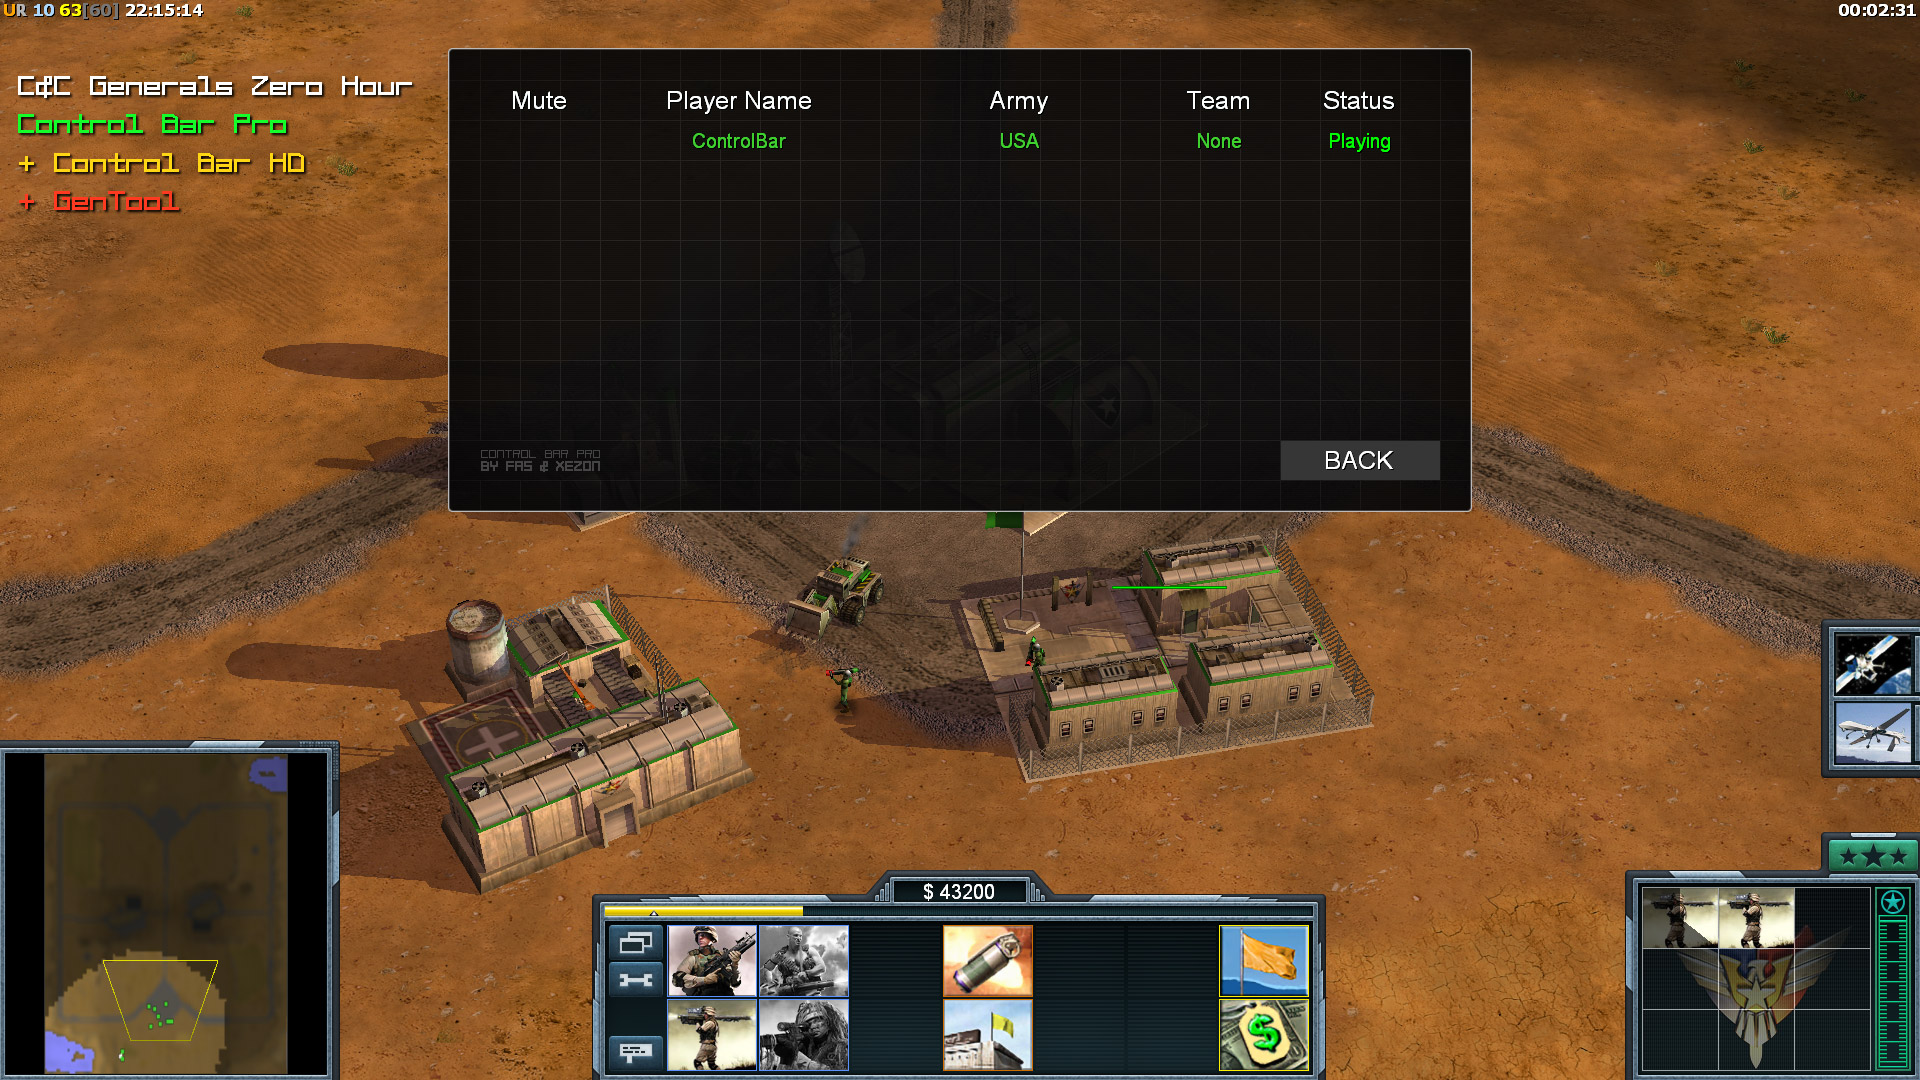 UR 10 63[60] 22:15:14
00:02:31
C&C Generals Zero Hour
Control Bar Pro
+ Control Bar HD
+ GenTool
Mute Player Name Army Team Status
ControlBar USA None Playing
CONTROL BAR PRO
BY FAS & XEZON
BACK
$ 43200